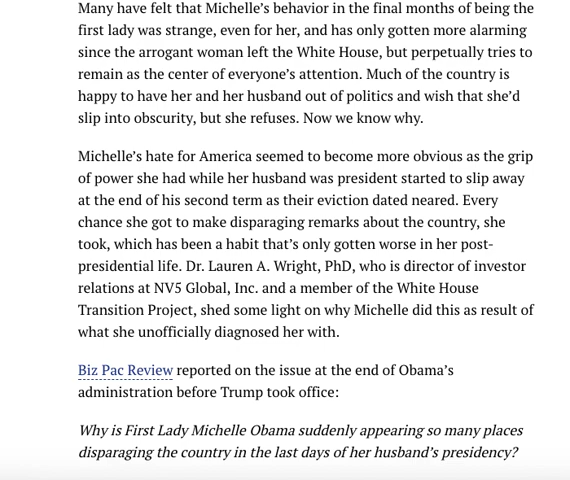 Many have felt that Michelle’s behavior in the final months of being the
first lady was strange, even for her, and has only gotten more alarming
since the arrogant woman left the White House, but perpetually tries to
remain as the center of everyone’s attention. Much of the country is
happy to have her and her husband out of politics and wish that she’d
slip into obscurity, but she refuses. Now we know why.
Michelle’s hate for America seemed to become more obvious as the grip
of power she had while her husband was president started to slip away
at the end of his second term as their eviction dated neared. Every
chance she got to make disparaging remarks about the country, she
took, which has been a habit that’s only gotten worse in her post-
presidential life. Dr. Lauren A. Wright, PhD, who is director of investor
relations at NV5 Global, Inc. and a member of the White House
Transition Project, shed some light on why Michelle did this as result of
what she unofficially diagnosed her with.
Biz Pac Review reported on the issue at the end of Obama’s
administration before Trump took office:
Why is First Lady Michelle Obama suddenly appearing so many places
disparaging the country in the last days of her husband’s presidency?